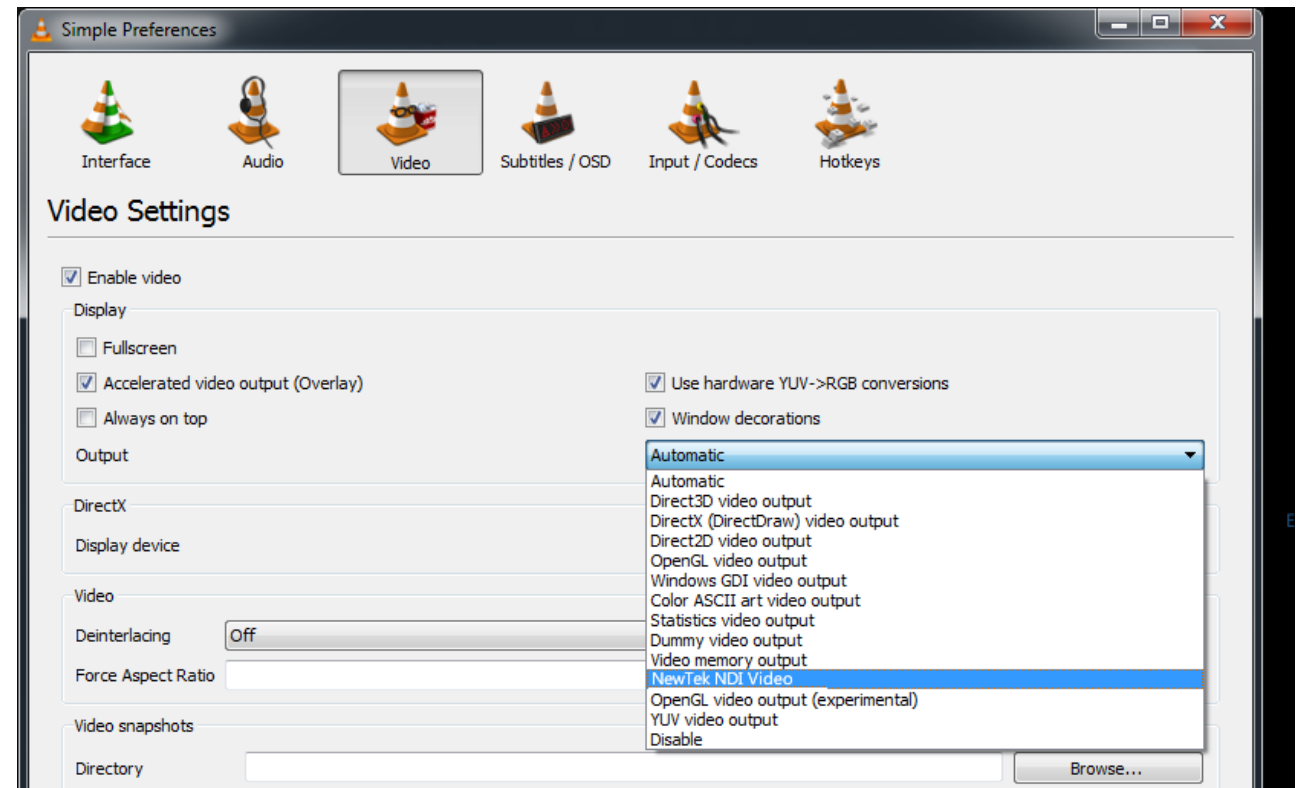 Simple Preferences
Interface Audio Video Subtitles / OSD Input / Codecs Hotkeys
Video Settings
Enable video
Display
Fullscreen
Accelerated video output (Overlay) Use hardware YUV->RGB conversions
Always on top Window decorations
Output Automatic
Automatic
Direct3D video output
DirectX
DirectX (DirectDraw) video output
Direct2D video output
Display device
OpenGL video output
Windows GDI video output
Video
Color ASCII art video output
Statistics video output
Deinterlacing Off
Dummy video output
Video memory output
Force Aspect Ratio
NewTek NDI Video
OpenGL video output (experimental)
Video snapshots
YUV video output
Disable
Directory Browse...